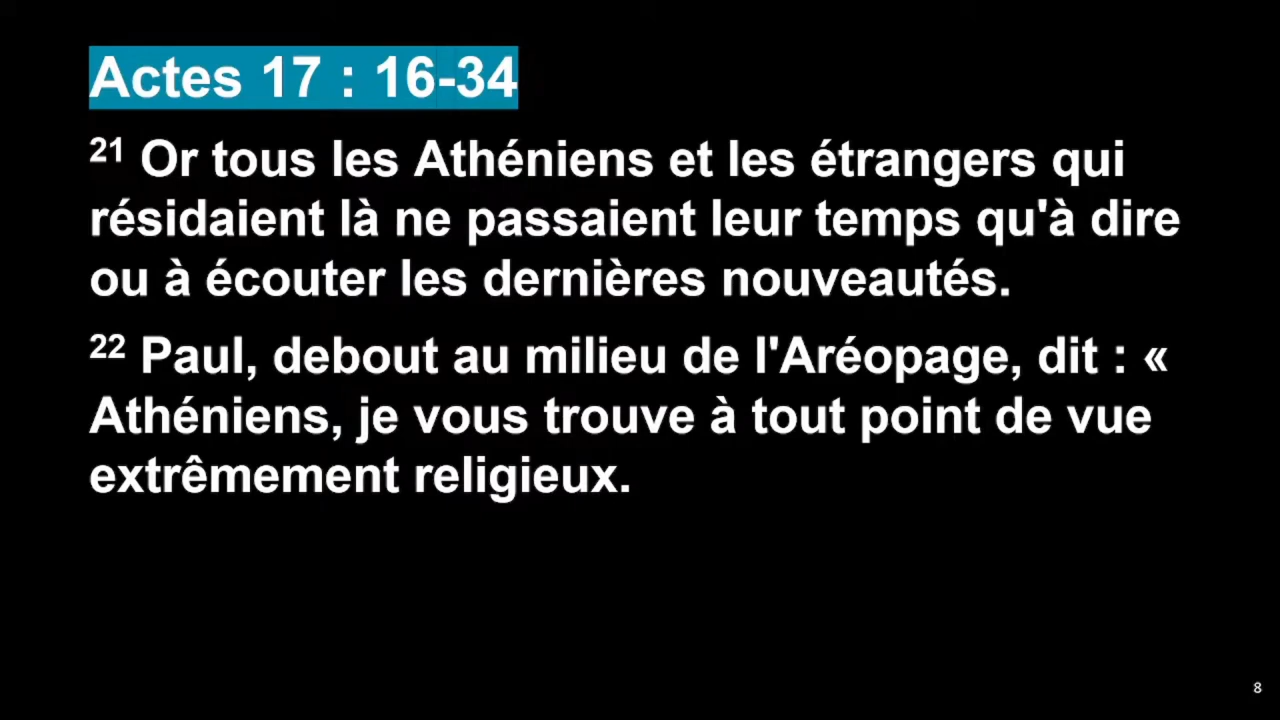 Actes 17 : 16-34
21 Or tous les Athéniens et les étrangers qui
résidaient là ne passaient leur temps qu'à dire
ou à écouter les dernières nouveautés.
22 Paul, debout au milieu de l'Aréopage, dit : «
Athéniens, je vous trouve à tout point de vue
extrêmement religieux.
8